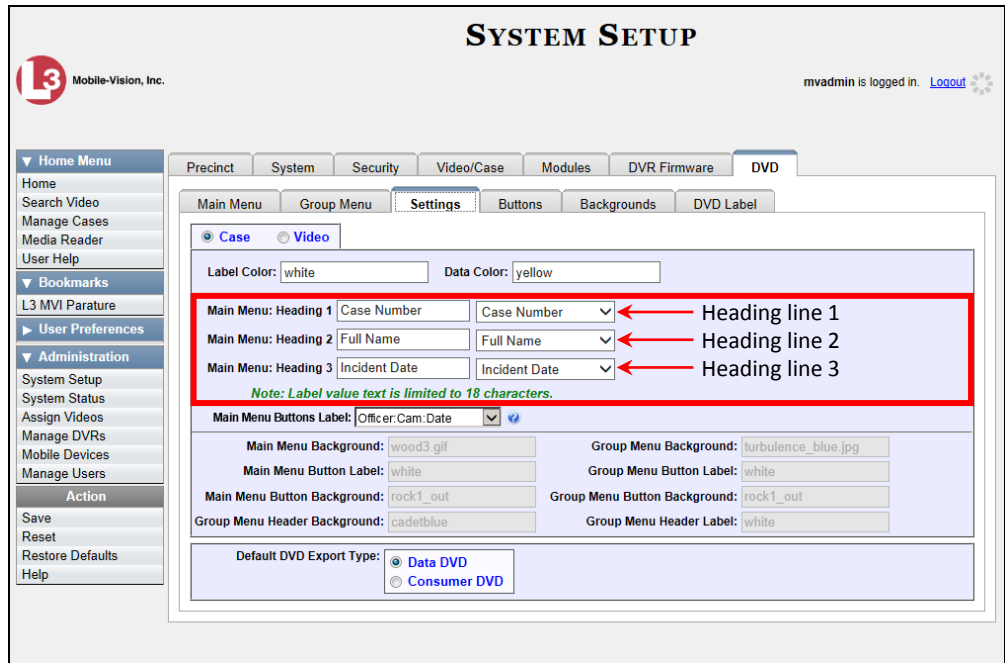 SYSTEM SETUP
L3 Mobile-Vision, Inc.
mvadmin is logged in. Logout
▼ Home Menu
Home
Search Video
Manage Cases
Media Reader
User Help
▼ Bookmarks
L3 MVI Parature
▶ User Preferences
▼ Administration
System Setup
System Status
Assign Videos
Manage DVRs
Mobile Devices
Manage Users
Action
Save
Reset
Restore Defaults
Help
Precinct System Security Video/Case Modules DVR Firmware DVD
Main Menu Group Menu Settings Buttons Backgrounds DVD Label
Case Video
Label Color: white Data Color: yellow
Main Menu: Heading 1 Case Number Case Number Heading line 1
Main Menu: Heading 2 Full Name Full Name Heading line 2
Main Menu: Heading 3 Incident Date Incident Date Heading line 3
Note: Label value text is limited to 18 characters.
Main Menu Buttons Label: Officer:Cam:Date ?
Main Menu Background: wood3.gif Group Menu Background: turbulence_blue.jpg
Main Menu Button Label: white Group Menu Button Label: white
Main Menu Button Background: rock1_out Group Menu Button Background: rock1_out
Group Menu Header Background: cadetblue Group Menu Header Label: white
Default DVD Export Type: Data DVD
Consumer DVD